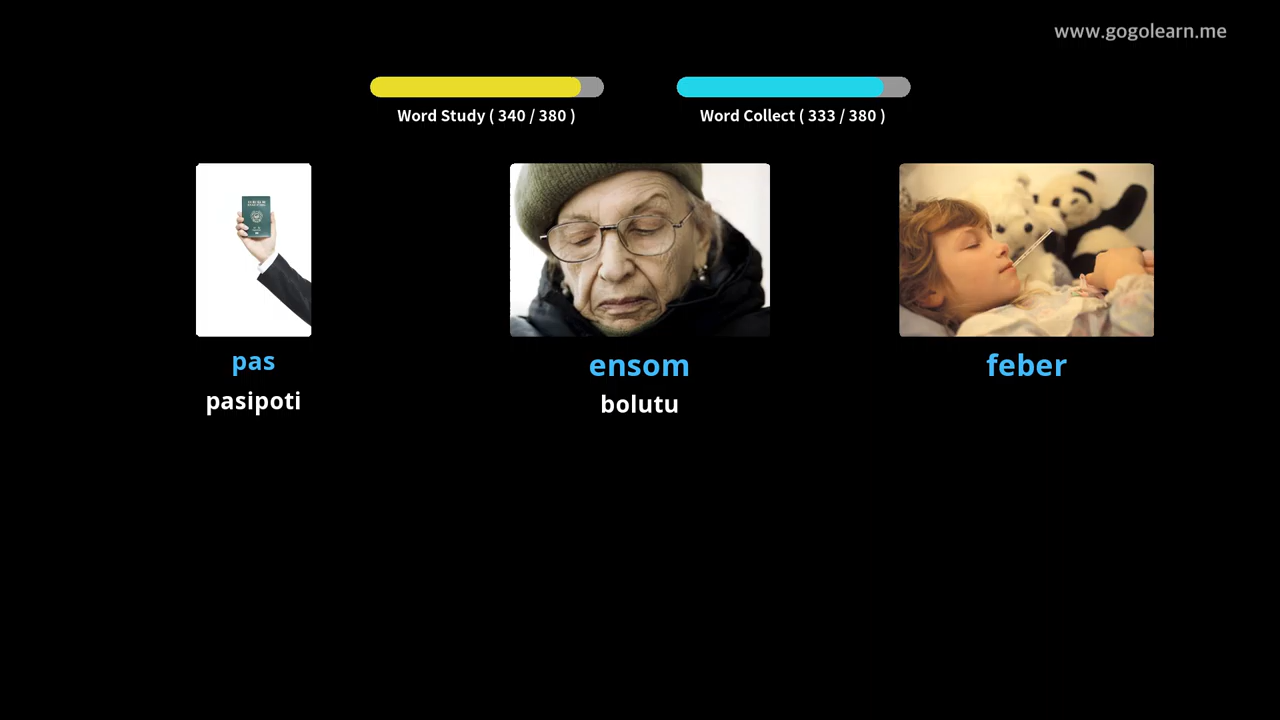 www.gogolearn.me
Word Study ( 340 / 380 )
Word Collect ( 333 / 380 )
pas
pasipoti
ensom
bolutu
feber